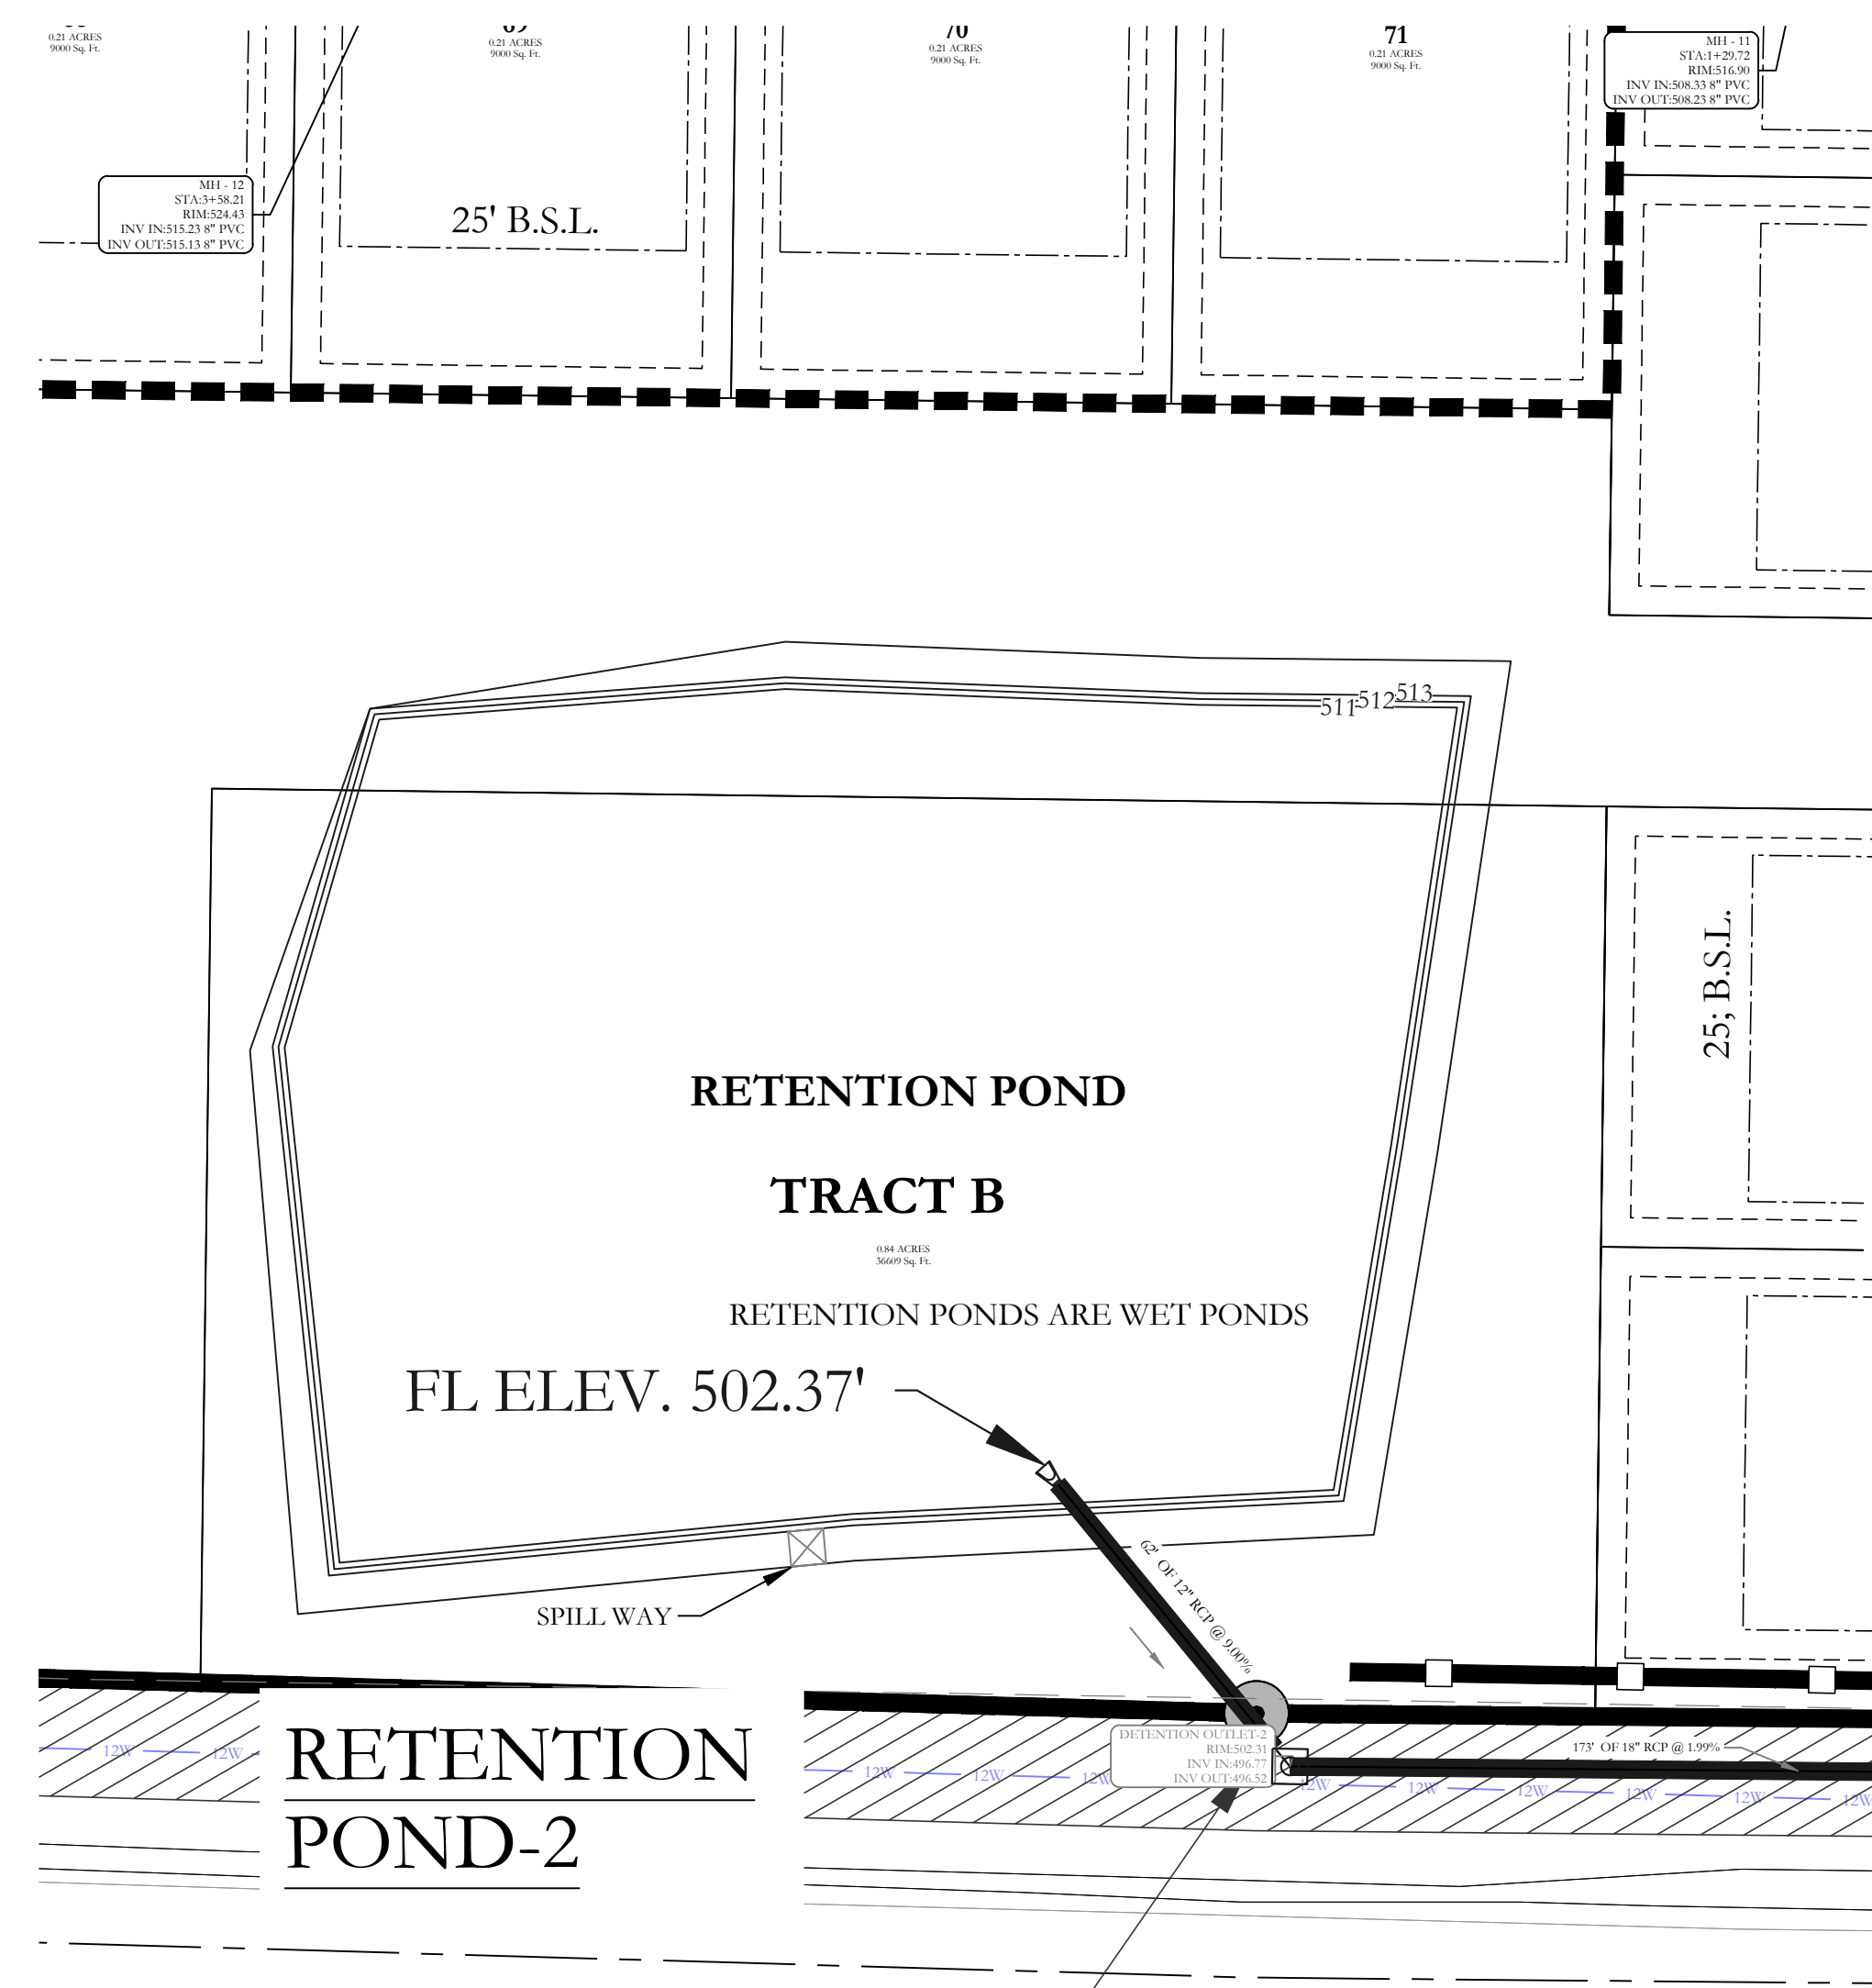 0.21 ACRES
9000 Sq. Ft.
69
0.21 ACRES
9000 Sq. Ft.
70
0.21 ACRES
9000 Sq. Ft.
71
0.21 ACRES
9000 Sq. Ft.
MH - 11
STA:1+29.72
RIM:516.90
INV IN:508.33 8" PVC
INV OUT:508.23 8" PVC
MH - 12
STA:3+58.21
RIM:524.43
INV IN:515.23 8" PVC
INV OUT:515.13 8" PVC
25' B.S.L.
511
512
513
25; B.S.L.
RETENTION POND
TRACT B
0.84 ACRES
36609 Sq. Ft.
RETENTION PONDS ARE WET PONDS
FL ELEV. 502.37'
62' OF 12" RCP @ 9.00%
SPILL WAY
DETENTION OUTLET-2
RIM:502.31
INV IN:496.77
INV OUT:496.52
173' OF 18" RCP @ 1.99%
12W
12W
12W
12W
12W
12W
12W
12W
12W
12W
12W
RETENTION
POND-2